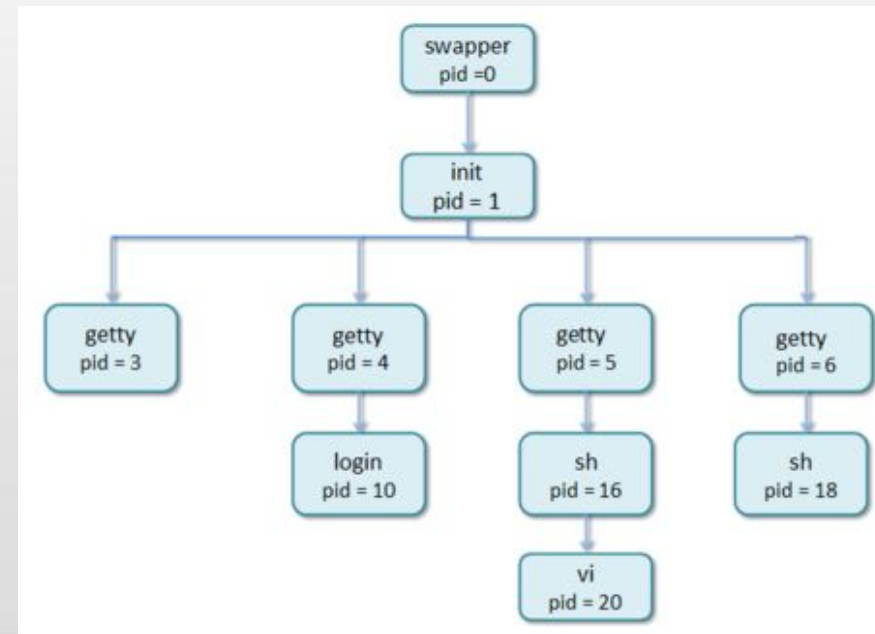 swapper
pid =0
init
pid = 1
getty
pid = 3
getty
pid = 4
getty
pid = 5
getty
pid = 6
login
pid = 10
sh
pid = 16
sh
pid = 18
vi
pid = 20